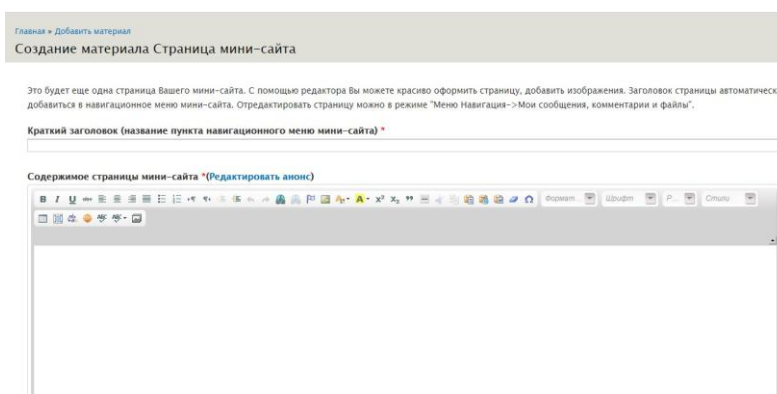 Главная » Добавить материал
Создание материала Страница мини-сайта
Это будет еще одна страница Вашего мини-сайта. С помощью редактора Вы можете красиво оформить страницу, добавить изображения. Заголовок страницы автоматическ
добавиться в навигационное меню мини-сайта. Отредактировать страницу можно в режиме "Меню Навигация->Мои сообщения, комментарии и файлы".
Краткий заголовок (название пункта навигационного меню мини-сайта) *
Содержимое страницы мини-сайта *(Редактировать анонс)
Формат... Шрифт Р... Стили